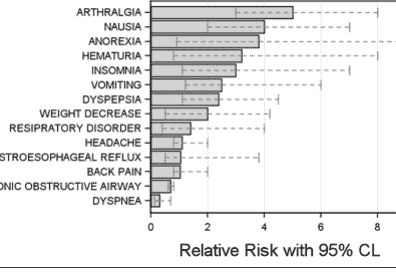 ARTHRALGIA
NAUSIA
ANOREXIA
HEMATURIA
INSOMNIA
VOMITING
DYSPEPSIA
WEIGHT DECREASE
RESIPRATORY DISORDER
HEADACHE
STROESOPHAGEAL REFLUX
BACK PAIN
ONIC OBSTRUCTIVE AIRWAY
DYSPNEA
0 2 4 6 8
Relative Risk with 95% CL